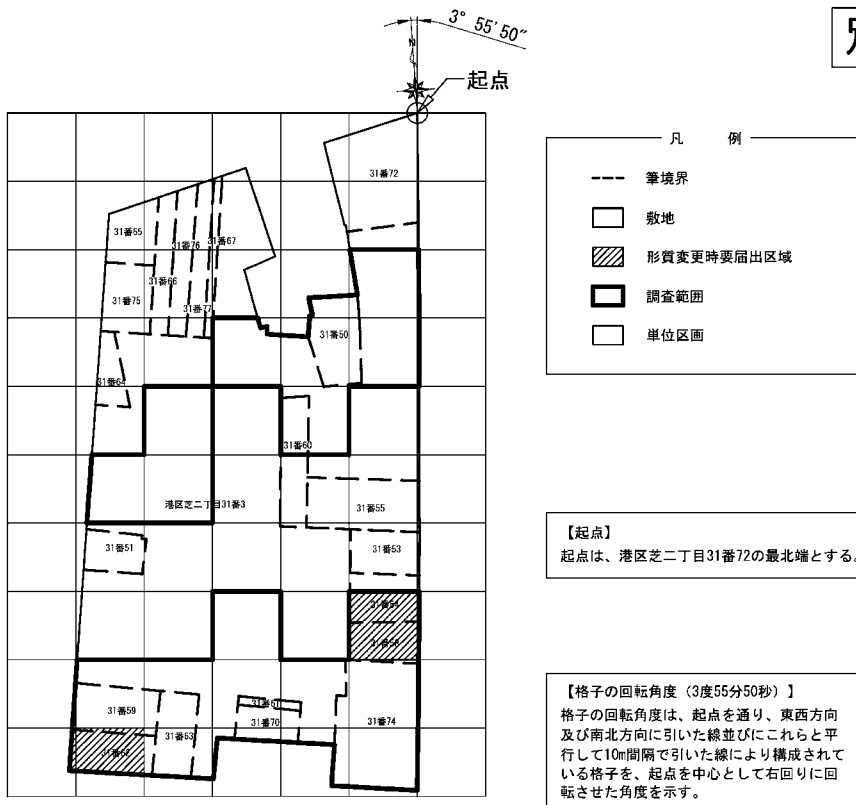 3° 55′50″
別
N
起点
31番72
31番65
31番76
31番67
31番66
31番75
31番77
31番50
31番64
31番60
港区芝二丁目31番3
31番55
31番51
31番53
31番54
31番58
31番59
31番61
31番63
31番70
31番74
31番62
凡 例
筆境界
敷地
形質変更時要届出区域
調査範囲
単位区画
【起点】
起点は、港区芝二丁目31番72の最北端とする。
【格子の回転角度（3度55分50秒）】
格子の回転角度は、起点を通り、東西方向
及び南北方向に引いた線並びにこれらと平
行して10m間隔で引いた線により構成されて
いる格子を、起点を中心として右回りに回
転させた角度を示す。